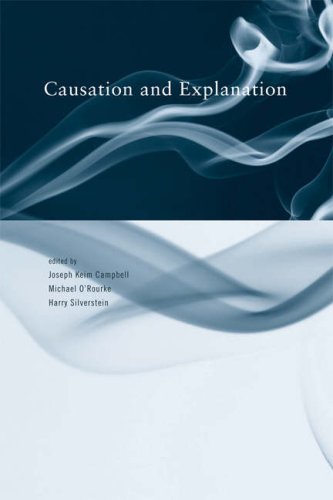 Causation and Explanation
edited by
Joseph Keim Campbell
Michael O'Rourke
Harry Silverstein